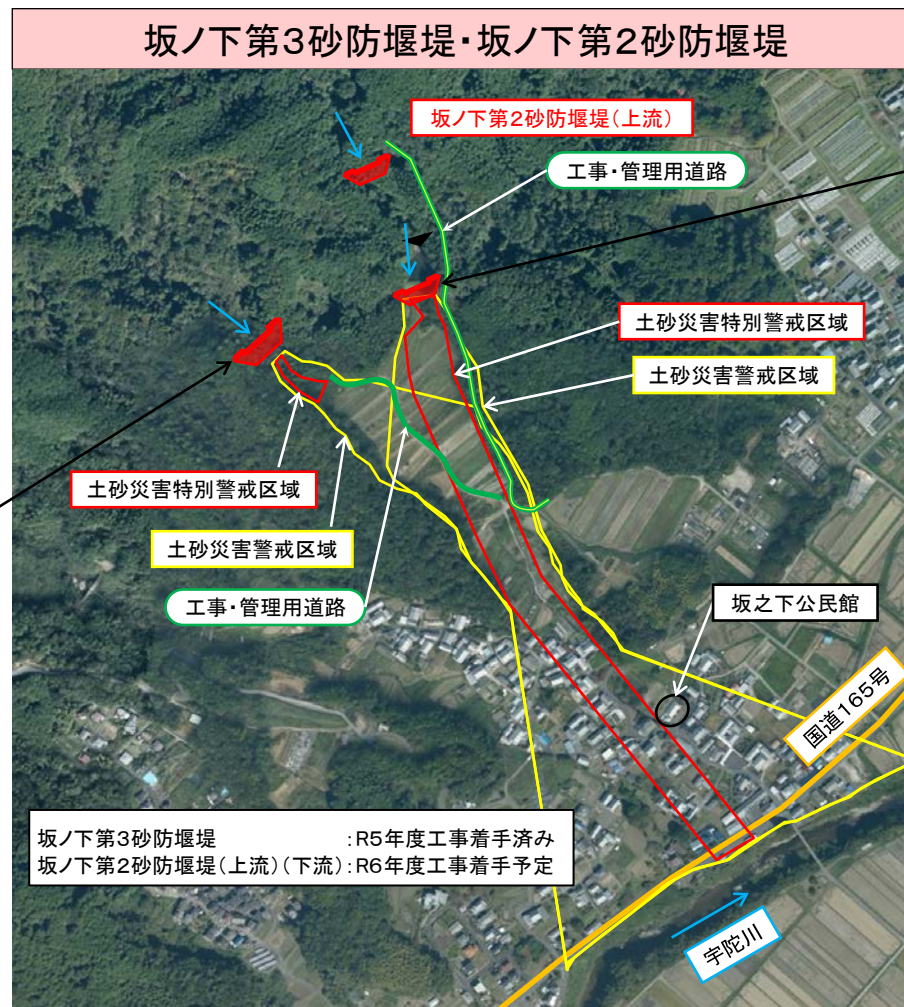 坂ノ下第3砂防堰堤・坂ノ下第2砂防堰堤
坂ノ下第2砂防堰堤(上流)
工事・管理用道路
土砂災害特別警戒区域
土砂災害警戒区域
土砂災害特別警戒区域
土砂災害警戒区域
工事・管理用道路
坂之下公民館
国道165号
坂ノ下第3砂防堰堤 :R5年度工事着手済み
坂ノ下第2砂防堰堤(上流)(下流):R6年度工事着手予定
宇陀川